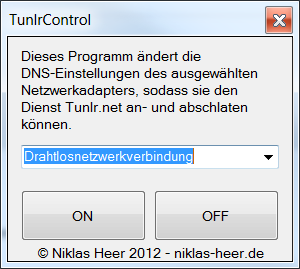 TunlrControl
Dieses Programm ändert die
DNS-Einstellungen des ausgewählten
Netzwerkadapters, sodass sie den
Dienst Tunlr.net an- und abschlaten
können.
Drahtlosnetzwerkverbindung
ON OFF
© Niklas Heer 2012 - niklas-heer.de